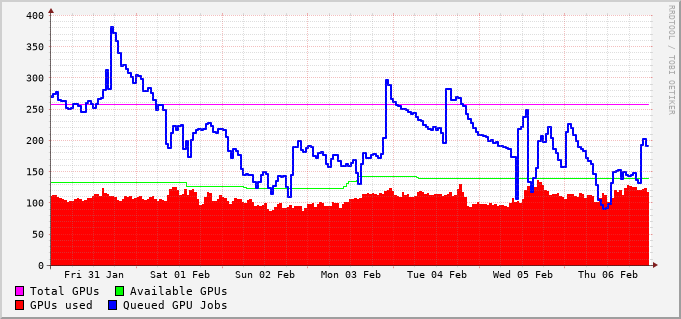 400
350
300
250
200
150
100
50
0
Fri 31 Jan Sat 01 Feb Sun 02 Feb Mon 03 Feb Tue 04 Feb Wed 05 Feb Thu 06 Feb
Total GPUs Available GPUs
GPUs used Queued GPU Jobs
RRDTOOL / TOBI OETIKER